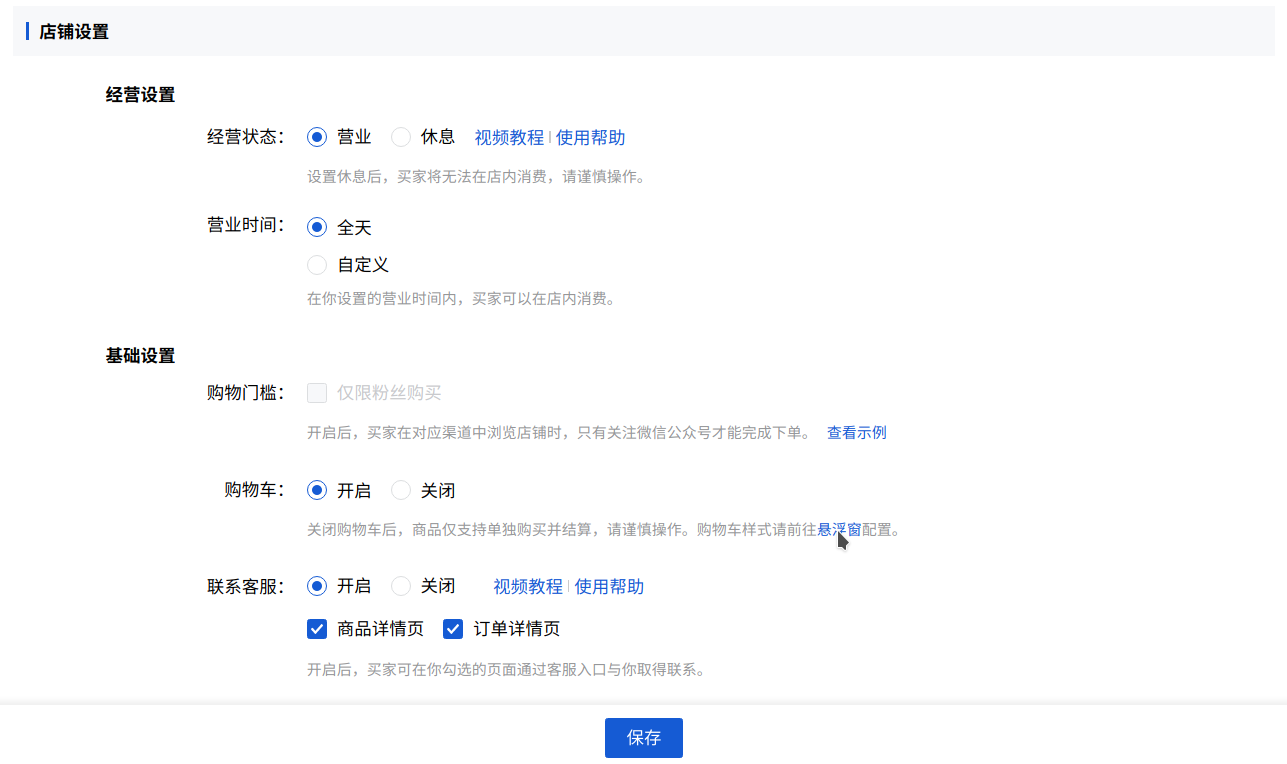 店铺设置
经营设置
经营状态： 营业 休息 视频教程 | 使用帮助
设置休息后，买家将无法在店内消费，请谨慎操作。
营业时间： 全天
自定义
在你设置的营业时间内，买家可以在店内消费。
基础设置
购物门槛： 仅限粉丝购买
开启后，买家在对应渠道中浏览店铺时，只有关注微信公众号才能完成下单。 查看示例
购物车： 开启 关闭
关闭购物车后，商品仅支持单独购买并结算，请谨慎操作。购物车样式请前往悬浮窗配置。
联系客服： 开启 关闭 视频教程 | 使用帮助
商品详情页 订单详情页
开启后，买家可在你勾选的页面通过客服入口与你取得联系。
保存